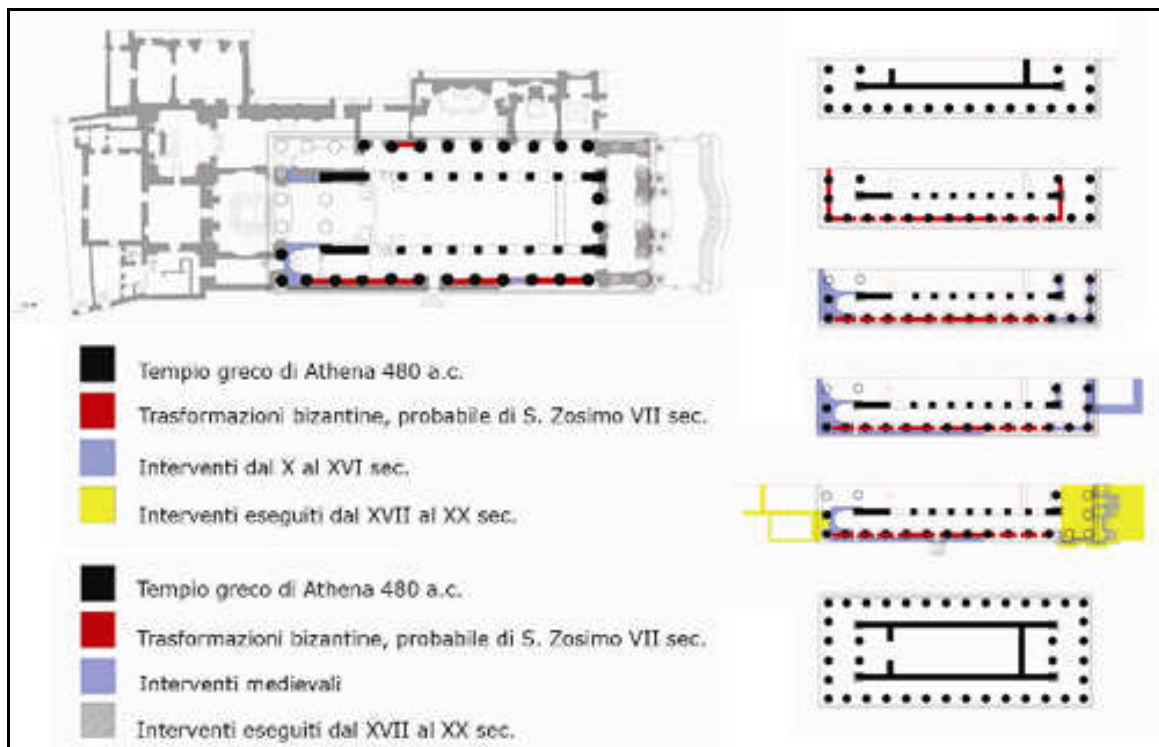 Tempio greco di Athena 480 a.c.
Trasformazioni bizantine, probabile di S. Zosimo VII sec.
Interventi dal X al XVI sec.
Interventi eseguiti dal XVII al XX sec.
Tempio greco di Athena 480 a.c.
Trasformazioni bizantine, probabile di S. Zosimo VII sec.
Interventi medievali
Interventi eseguiti dal XVII al XX sec.